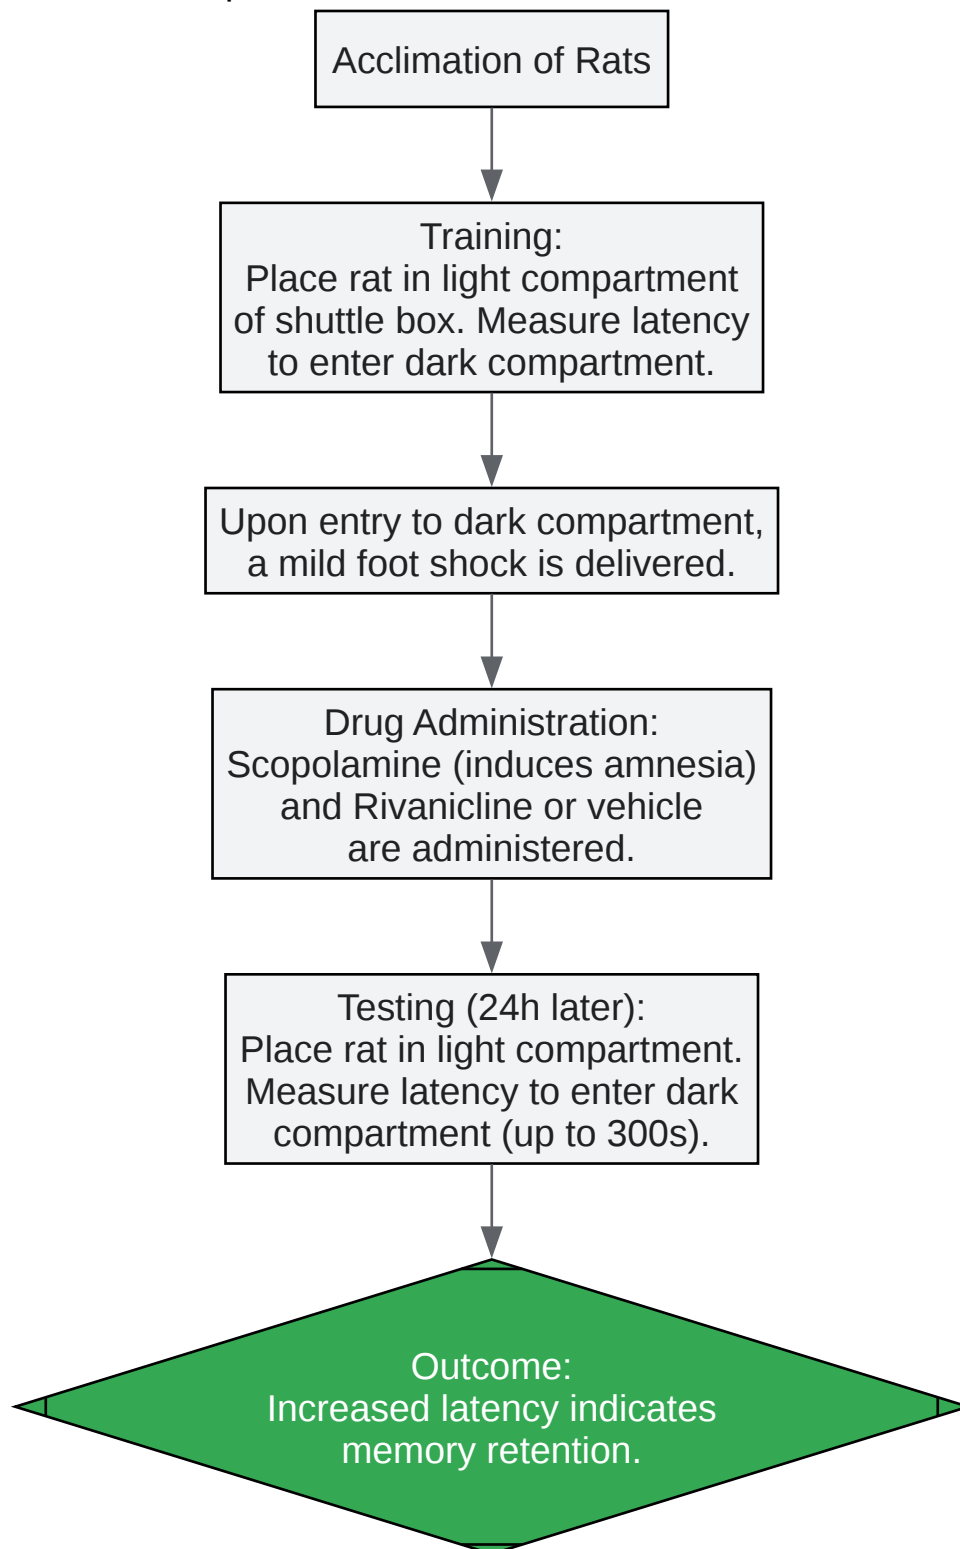 Acclimation of Rats
Training:
Place rat in light compartment
of shuttle box. Measure latency
to enter dark compartment.
Upon entry to dark compartment,
a mild foot shock is delivered.
Drug Administration:
Scopolamine (induces amnesia)
and Rivanicline or vehicle
are administered.
Testing (24h later):
Place rat in light compartment.
Measure latency to enter dark
compartment (up to 300s).
Outcome:
Increased latency indicates
memory retention.